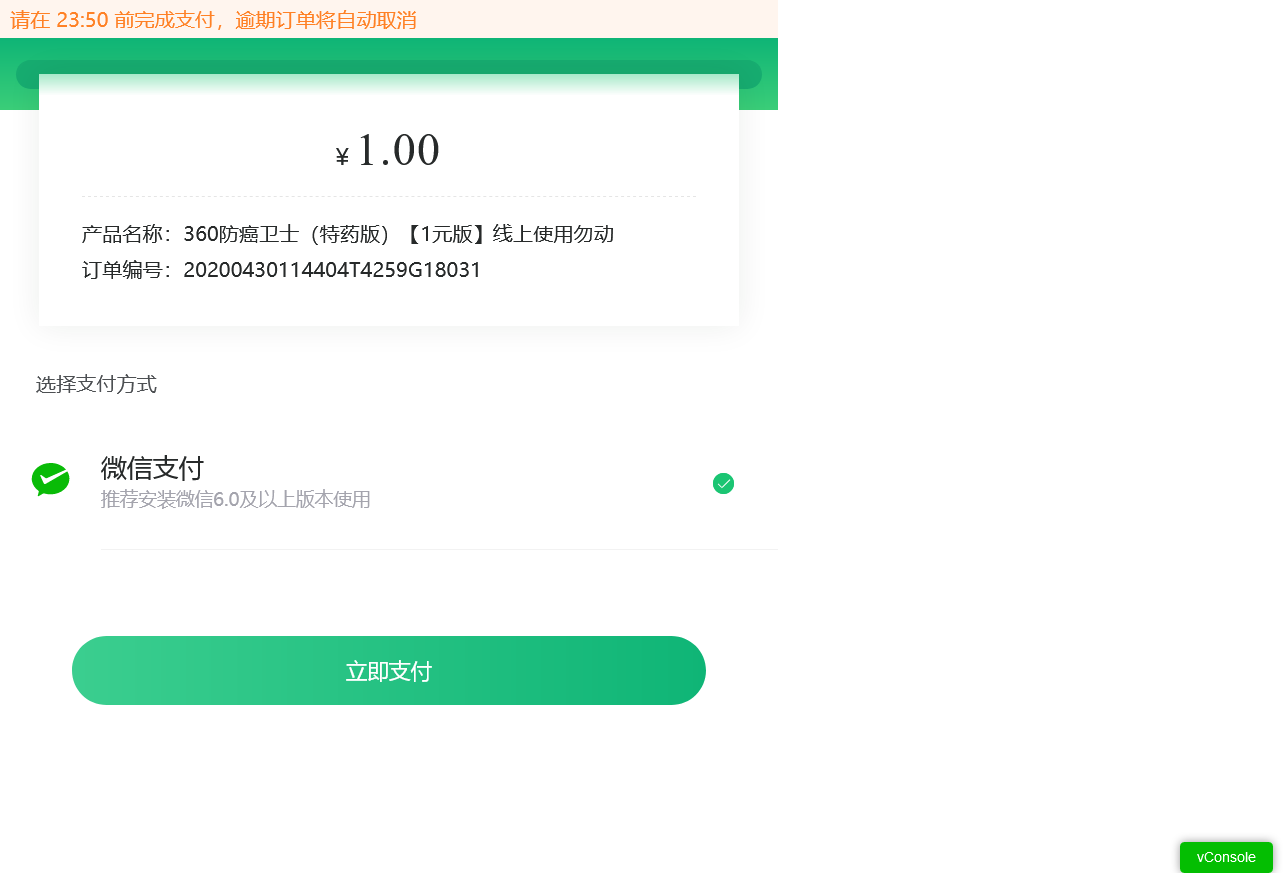 请在 23:50 前完成支付，逾期订单将自动取消
¥ 1.00
产品名称：360防癌卫士（特药版）【1元版】线上使用勿动
订单编号：20200430114404T4259G18031
选择支付方式
微信支付
推荐安装微信6.0及以上版本使用
立即支付
vConsole